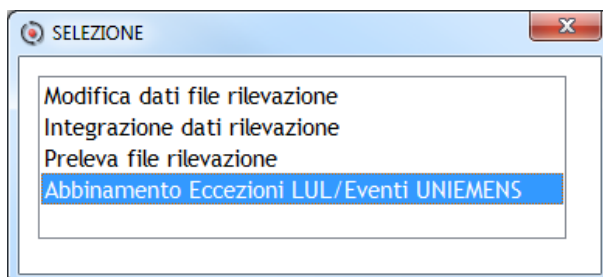 SELEZIONE
Modifica dati file rilevazione
Integrazione dati rilevazione
Preleva file rilevazione
Abbinamento Eccezioni LUL/Eventi UNIEMENS